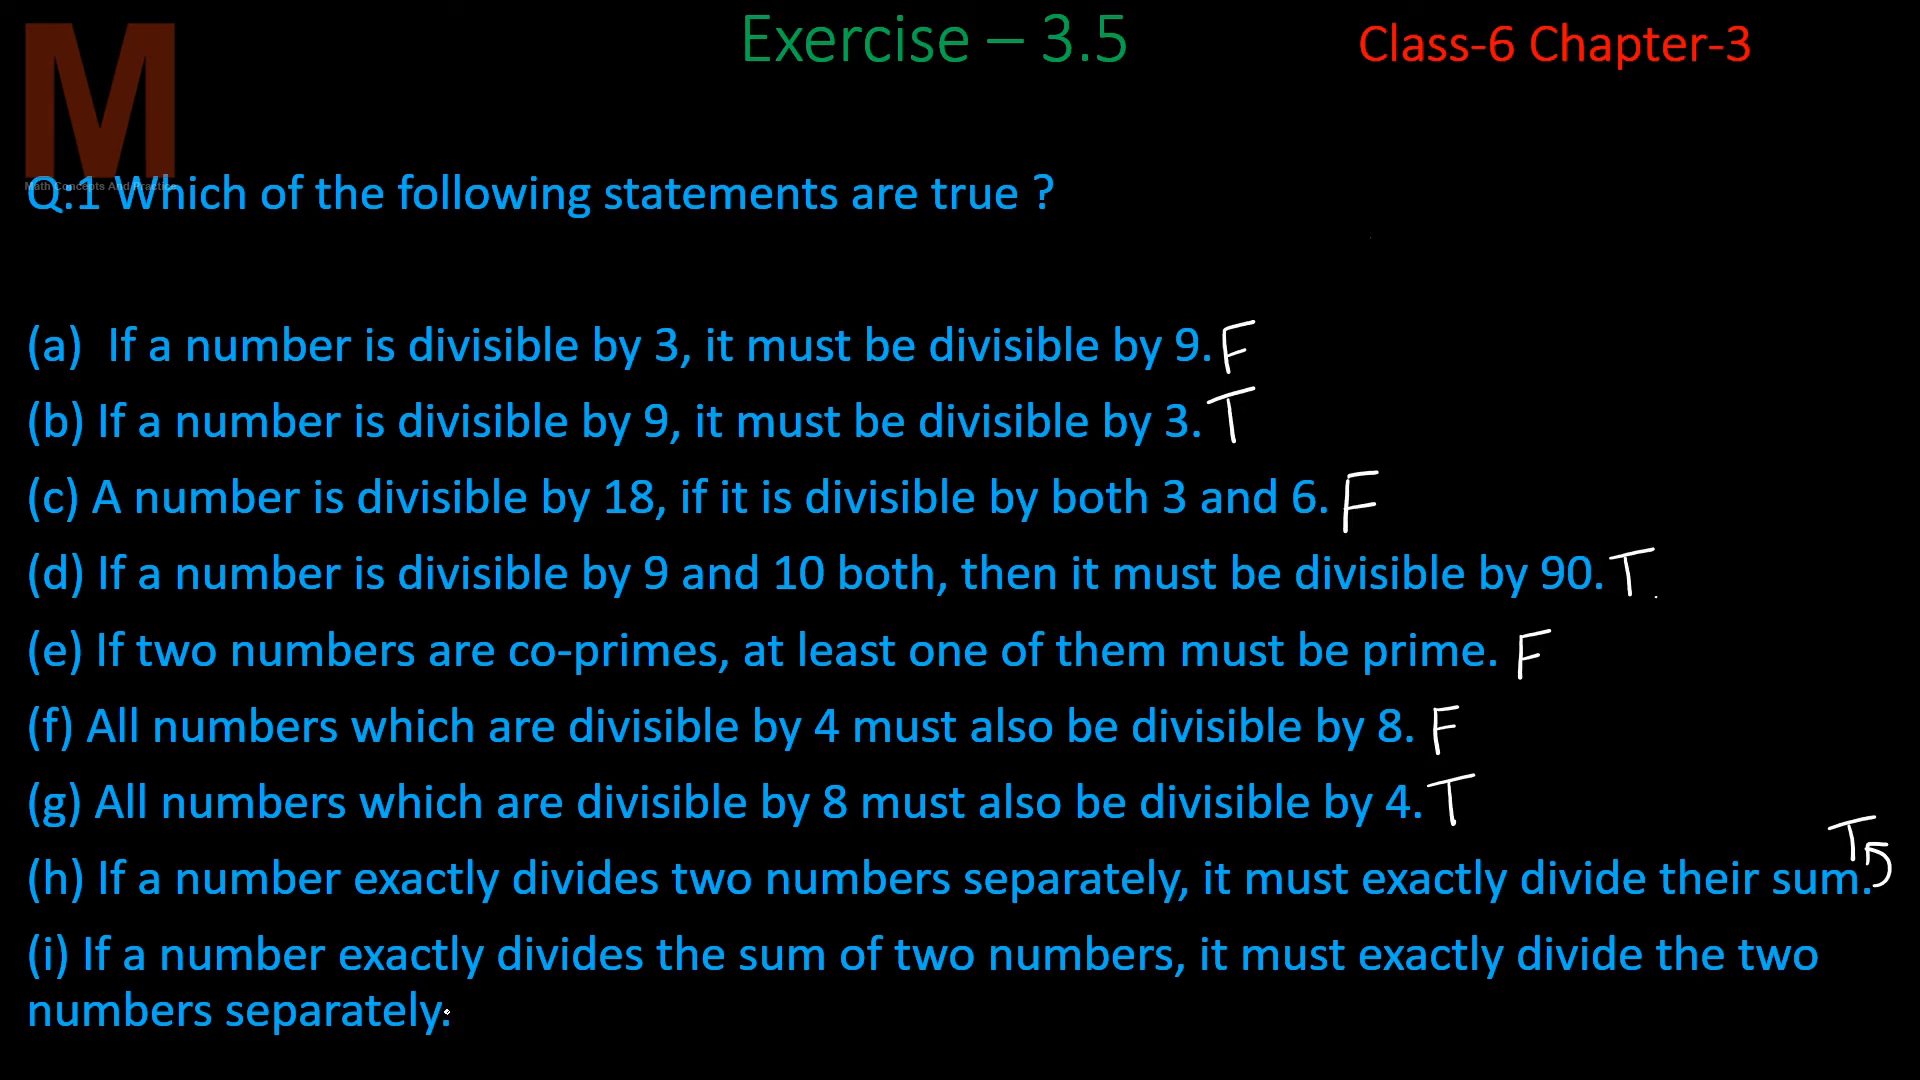 M
Math Concepts And Practice
Exercise – 3.5
Class-6 Chapter-3
Q:1 Which of the following statements are true ?
(a) If a number is divisible by 3, it must be divisible by 9. F
(b) If a number is divisible by 9, it must be divisible by 3. T
(c) A number is divisible by 18, if it is divisible by both 3 and 6. F
(d) If a number is divisible by 9 and 10 both, then it must be divisible by 90. T
(e) If two numbers are co-primes, at least one of them must be prime. F
(f) All numbers which are divisible by 4 must also be divisible by 8. F
(g) All numbers which are divisible by 8 must also be divisible by 4. T
(h) If a number exactly divides two numbers separately, it must exactly divide their sum. T
(i) If a number exactly divides the sum of two numbers, it must exactly divide the two
numbers separately.